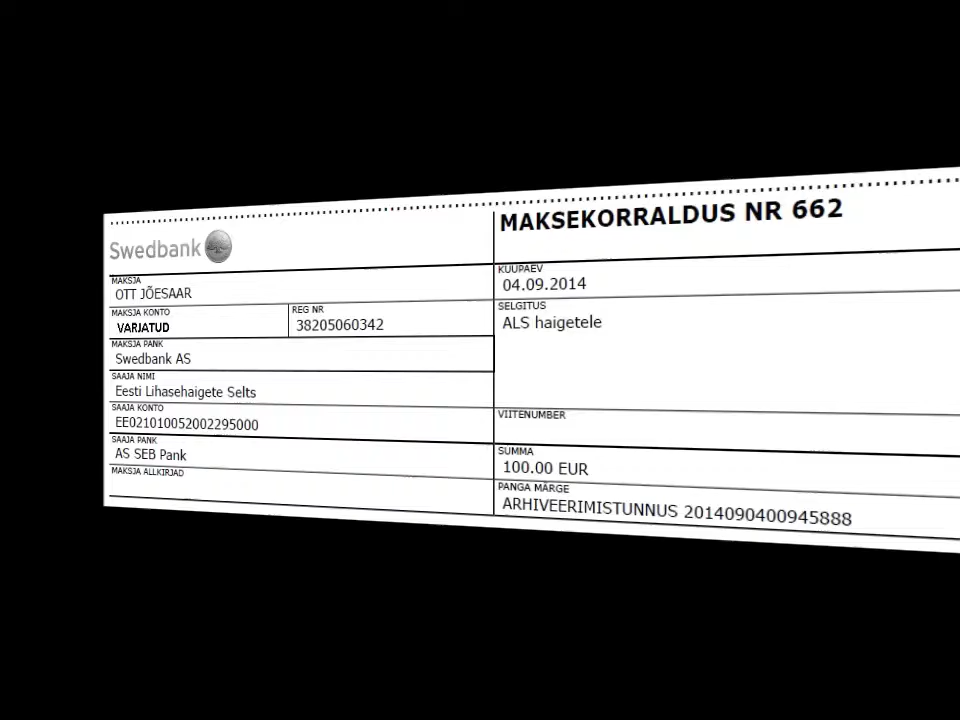 Swedbank
MAKSEKORRALDUS NR 662
MAKSJA
OTT JÕESAAR
MAKSJA KONTO
VARJATUD
REG NR
38205060342
MAKSJA PANK
Swedbank AS
SAAJA NIMI
Eesti Lihasehaigete Selts
SAAJA KONTO
EE021010052002295000
SAAJA PANK
AS SEB Pank
MAKSJA ALLKIRJAD
KUUPÄEV
04.09.2014
SELGITUS
ALS haigetele
VIITENUMBER
SUMMA
100.00 EUR
PANGA MÄRGE
ARHIVEERIMISTUNNUS 2014090400945888